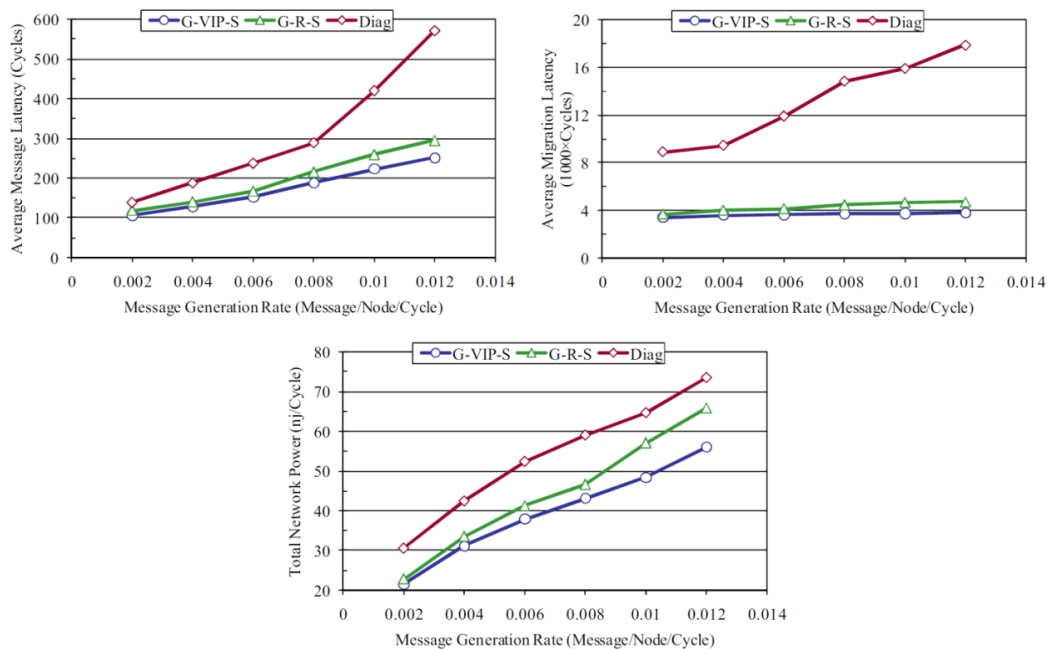 G-VIP-S G-R-S Diag
600
500
400
300
200
100
0
Average Message Latency (Cycles)
0 0.002 0.004 0.006 0.008 0.01 0.012 0.014
Message Generation Rate (Message/Node/Cycle)
G-VIP-S G-R-S Diag
20
16
12
8
4
0
Average Migration Latency
(1000×Cycles)
0 0.002 0.004 0.006 0.008 0.01 0.012 0.014
Message Generation Rate (Message/Node/Cycle)
G-VIP-S G-R-S Diag
80
70
60
50
40
30
20
Total Network Power (nj/Cycle)
0 0.002 0.004 0.006 0.008 0.01 0.012 0.014
Message Generation Rate (Message/Node/Cycle)